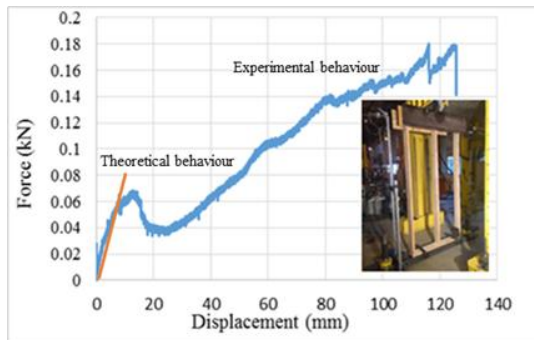 0.2
0.18
0.16
0.14
0.12
0.1
0.08
0.06
0.04
0.02
0
Force (kN)
Experimental behaviour
Theoretical behaviour
0 20 40 60 80 100 120 140
Displacement (mm)